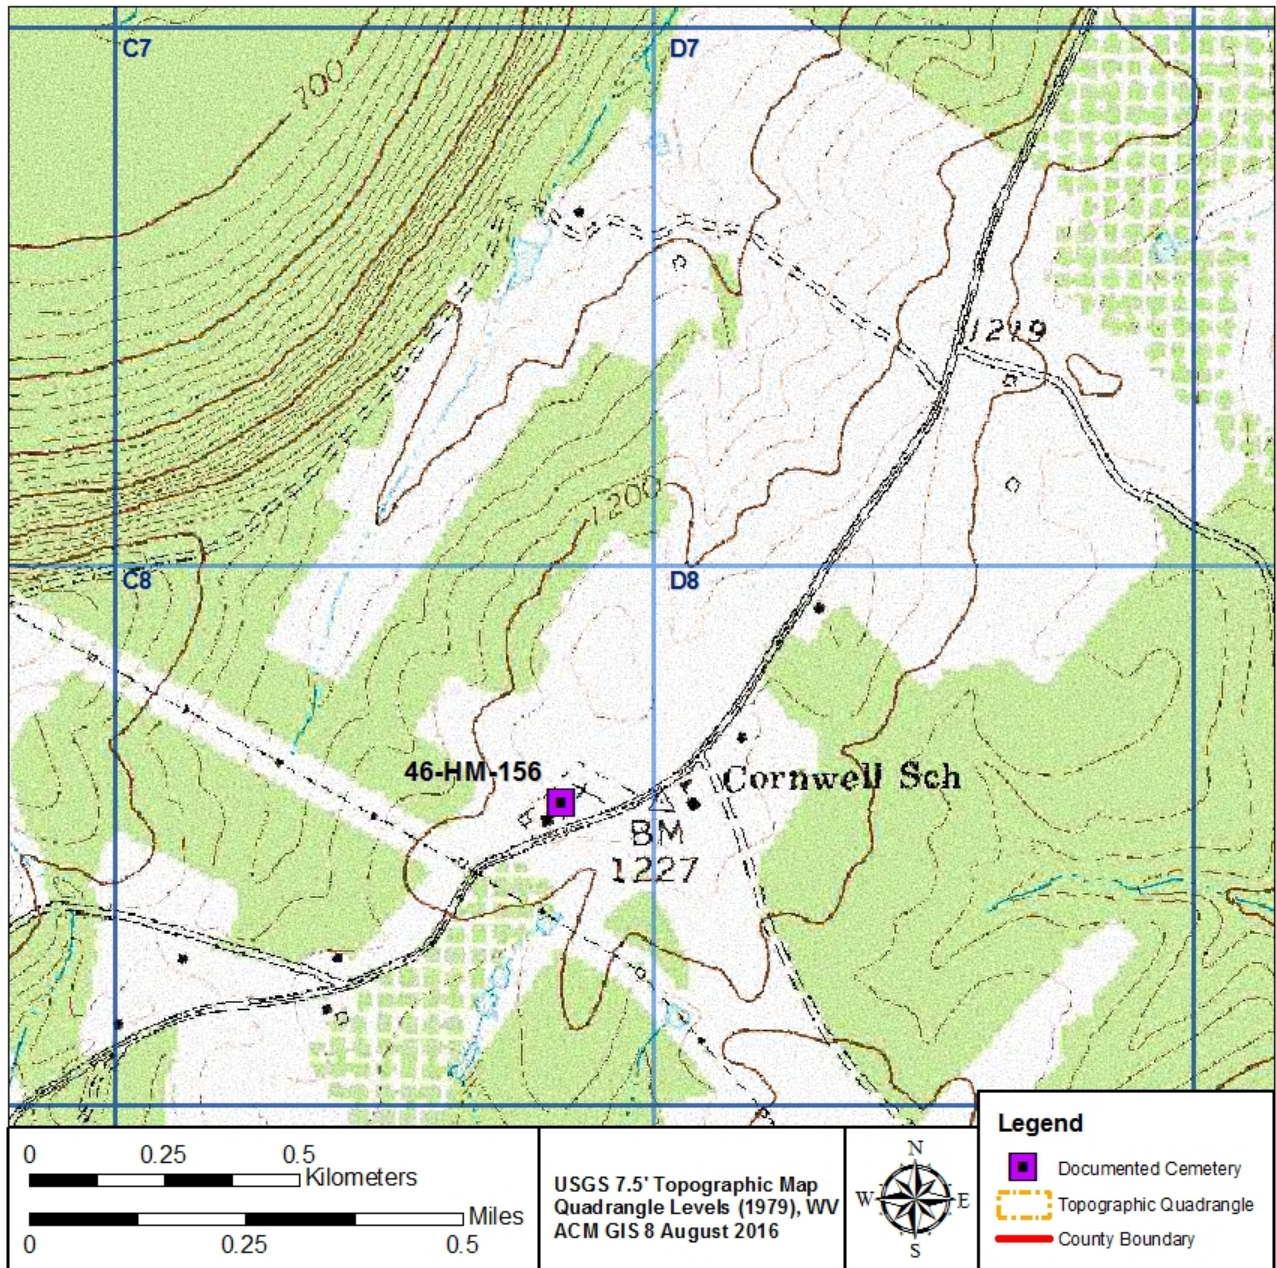 C7
D7
700
1219
1200
C8
D8
46-HM-156
Cornwell Sch
BM
1227
0 0.25 0.5
Kilometers
Miles
0 0.25 0.5
USGS 7.5' Topographic Map
Quadrangle Levels (1979), WV
ACM GIS 8 August 2016
N
W E
S
Legend
Documented Cemetery
Topographic Quadrangle
County Boundary